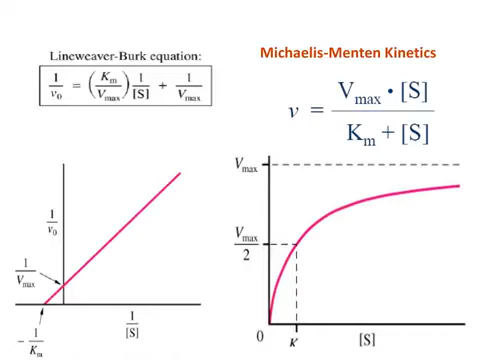 Lineweaver-Burk equation:
1/v₀ = (Kₘ/Vₘₐₓ) 1/[S] + 1/Vₘₐₓ
Michaelis-Menten Kinetics
v = Vₘₐₓ • [S] / Kₘ + [S]
1/v₀
1/Vₘₐₓ
- 1/Kₘ
1/[S]
Vₘₐₓ
Vₘₐₓ/2
0
K
[S]